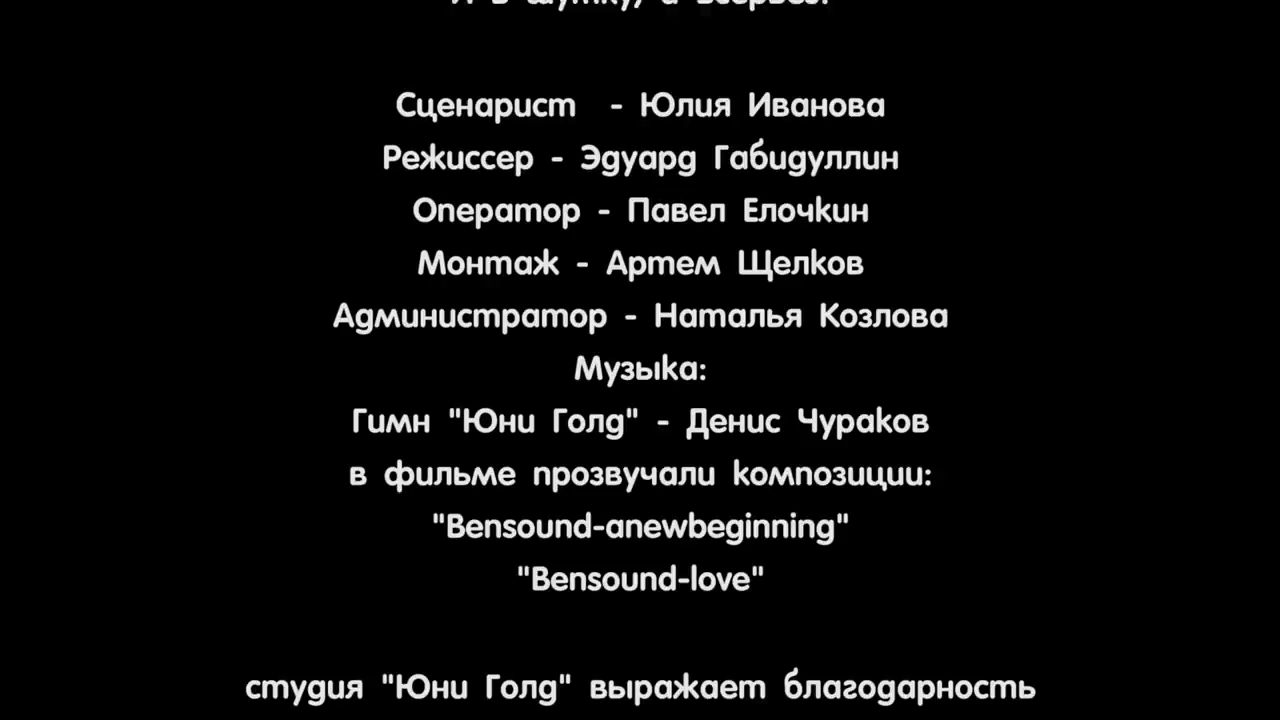 Сценарист - Юлия Иванова
Режиссер - Эдуард Габидуллин
Оператор - Павел Елочкин
Монтаж - Артем Щелков
Администратор - Наталья Козлова
Музыка:
Гимн "Юни Голд" - Денис Чураков
в фильме прозвучали композиции:
"Bensound-anewbeginning"
"Bensound-love"
студия "Юни Голд" выражает благодарность